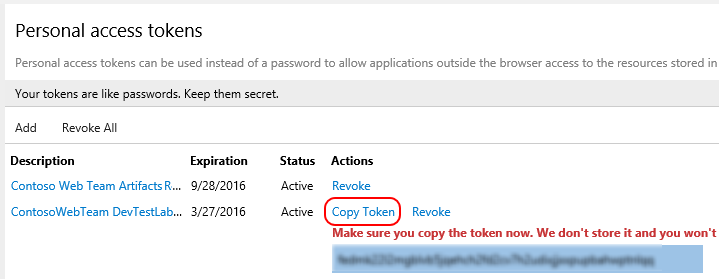 Personal access tokens
Personal access tokens can be used instead of a password to allow applications outside the browser access to the resources stored in
Your tokens are like passwords. Keep them secret.
Add Revoke All
Description Expiration Status Actions
Contoso Web Team Artifacts R... 9/28/2016 Active Revoke
ContosoWebTeam DevTestLab... 3/27/2016 Active Copy Token Revoke
Make sure you copy the token now. We don't store it and you won't